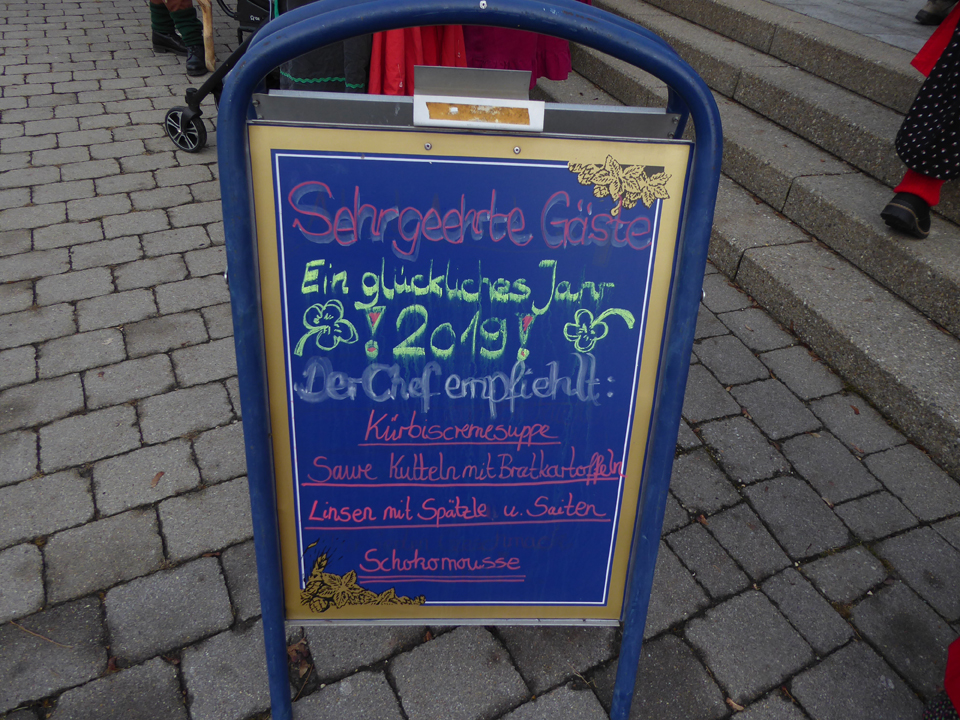 Sehrgeehrte Gäste
Ein glückliches Jahr
! 2019 !
Der Chef empfiehlt:
Kürbiscremesuppe
Saure Kutteln mit Bratkartoffeln
Linsen mit Spätzle u. Saiten
Schokomousse